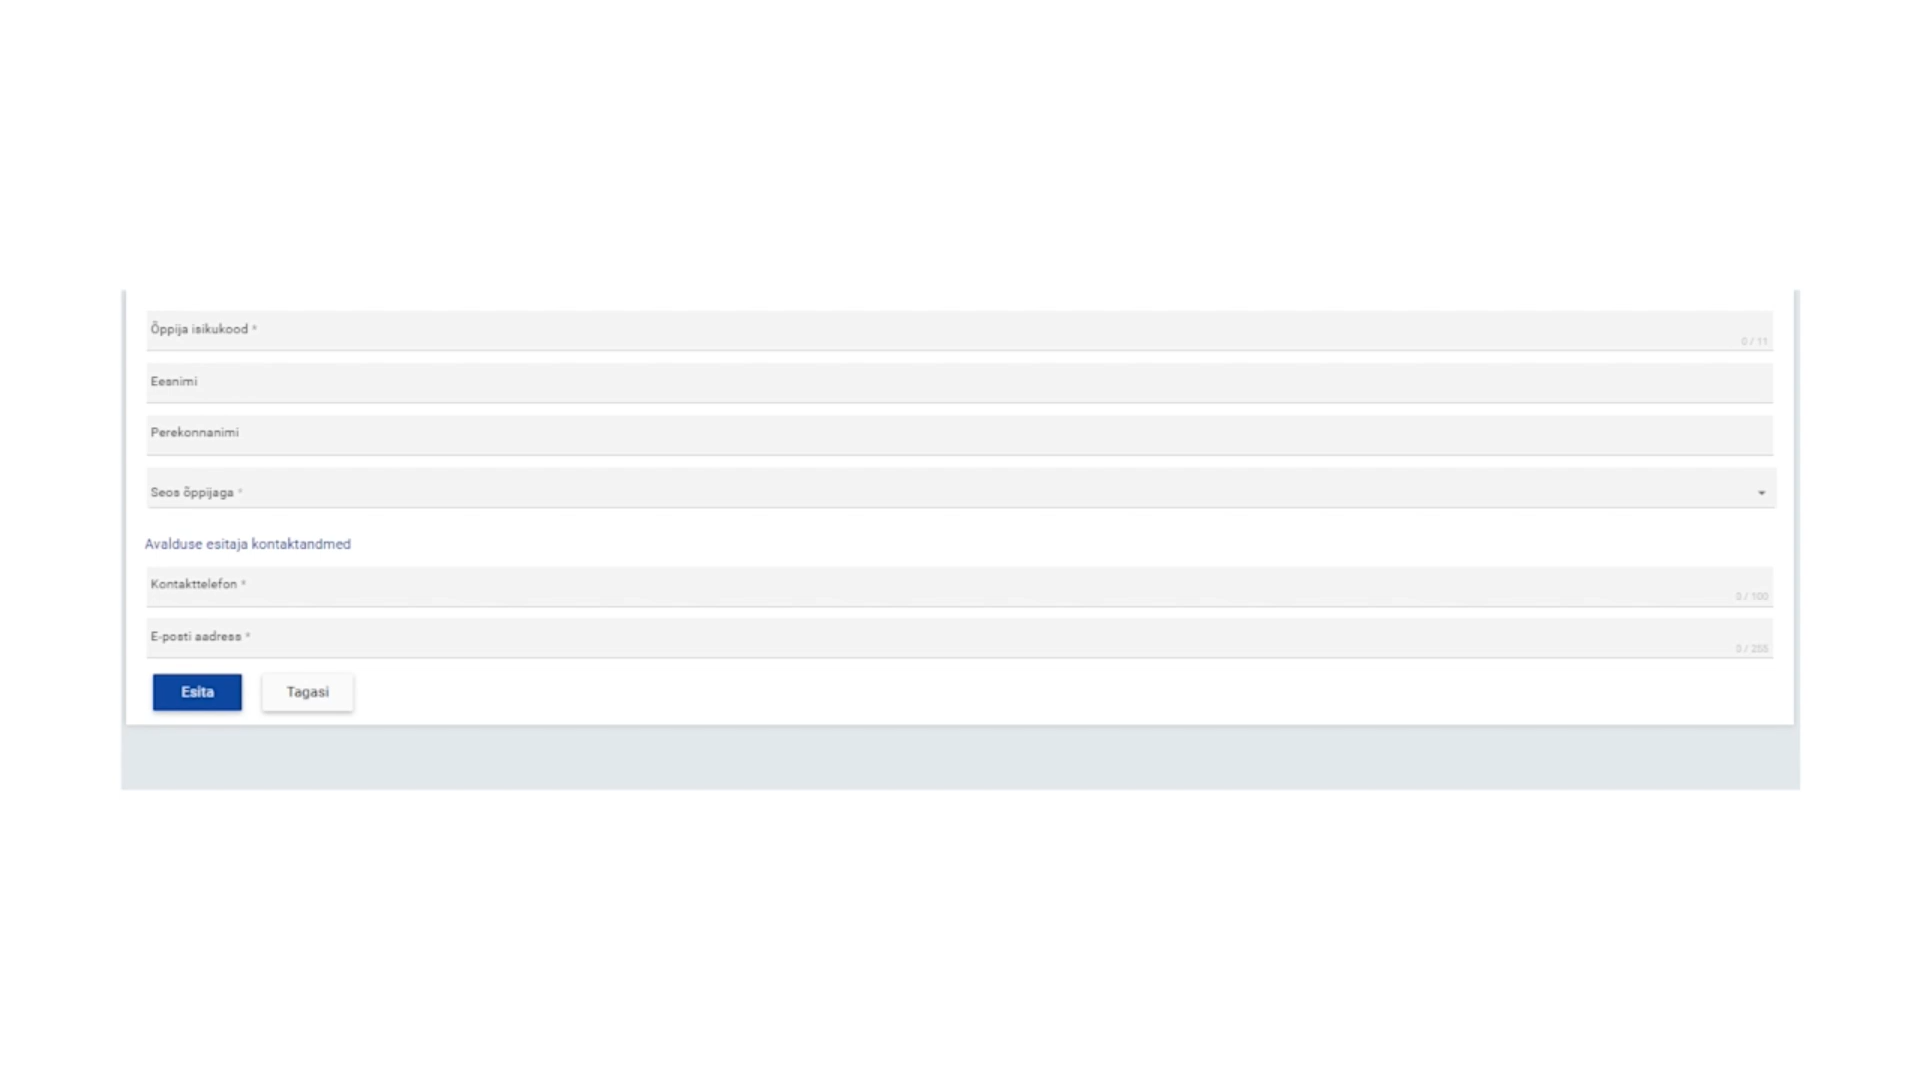 Õppija isikukood *
0 / 11
Eesnimi
Perekonnanimi
Seos õppijaga *
Avalduse esitaja kontaktandmed
Kontakttelefon *
0 / 100
E-posti aadress *
0 / 255
Esita
Tagasi